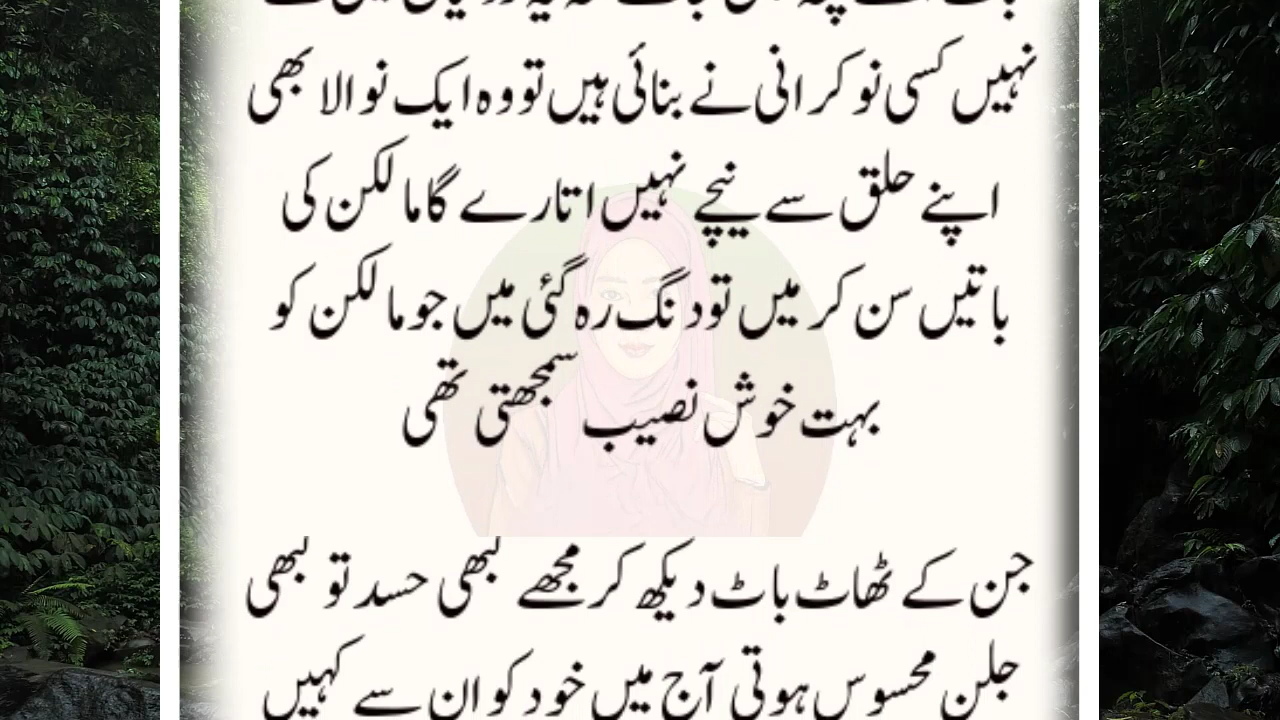 نہیں کسی نوکرانی نے بنائی ہیں تو وہ ایک نوالا بھی
اپنے حلق سے نیچے نہیں اتارے گا مالکن کی
باتیں سن کر میں تو دنگ رہ گئی میں جو مالکن کو
بہت خوش نصیب سمجھتی تھی
جن کے ٹھاٹ باٹ دیکھ کر مجھے کبھی حسد تو کبھی
جلن محسوس ہوتی آج میں خود کو ان سے کہیں